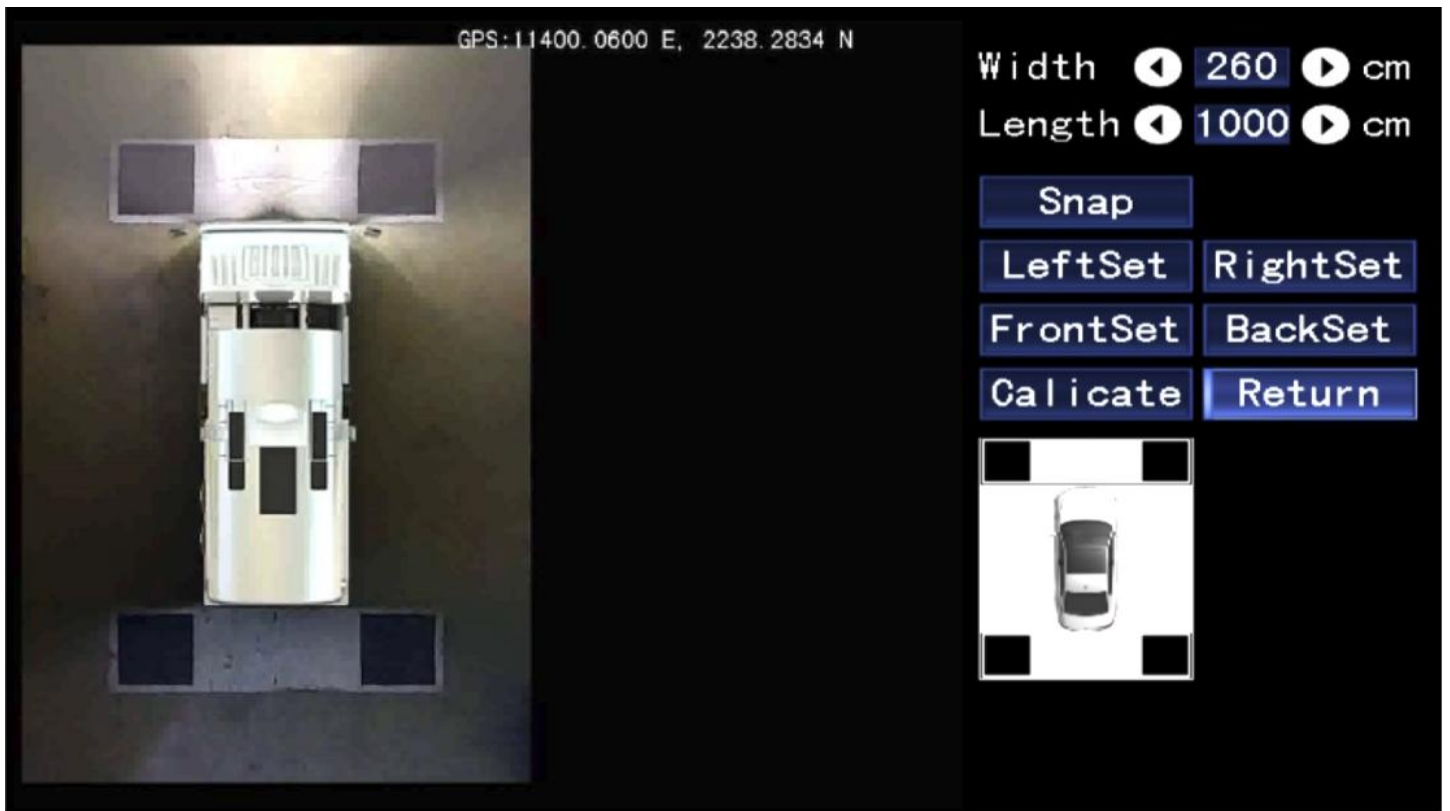 GPS:11400.0600 E, 2238.2834 N
Width 260 cm
Length 1000 cm
Snap
LeftSet RightSet
FrontSet BackSet
Calicate Return